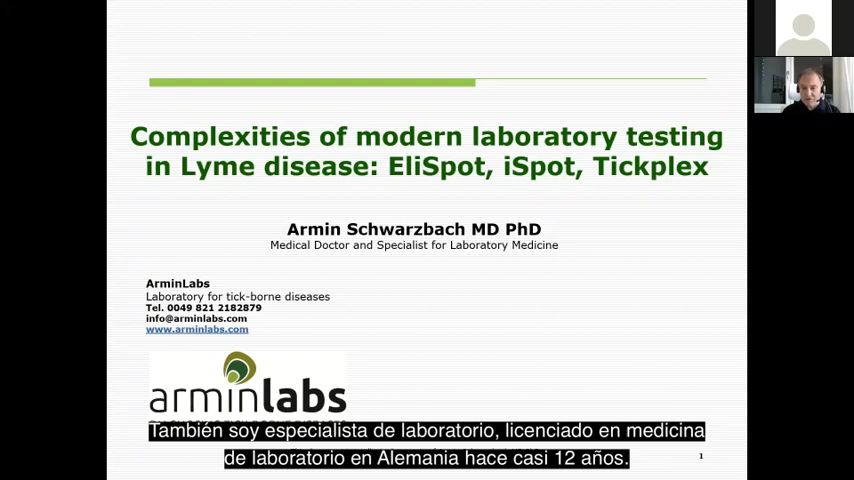 Complexities of modern laboratory testing
in Lyme disease: EliSpot, iSpot, Tickplex
Armin Schwarzbach MD PhD
Medical Doctor and Specialist for Laboratory Medicine
ArminLabs
Laboratory for tick-borne diseases
Tel. 0049 821 2182879
info@arminlabs.com
www.arminlabs.com
arminlabs
También soy especialista de laboratorio, licenciado en medicina
de laboratorio en Alemania hace casi 12 años.
1